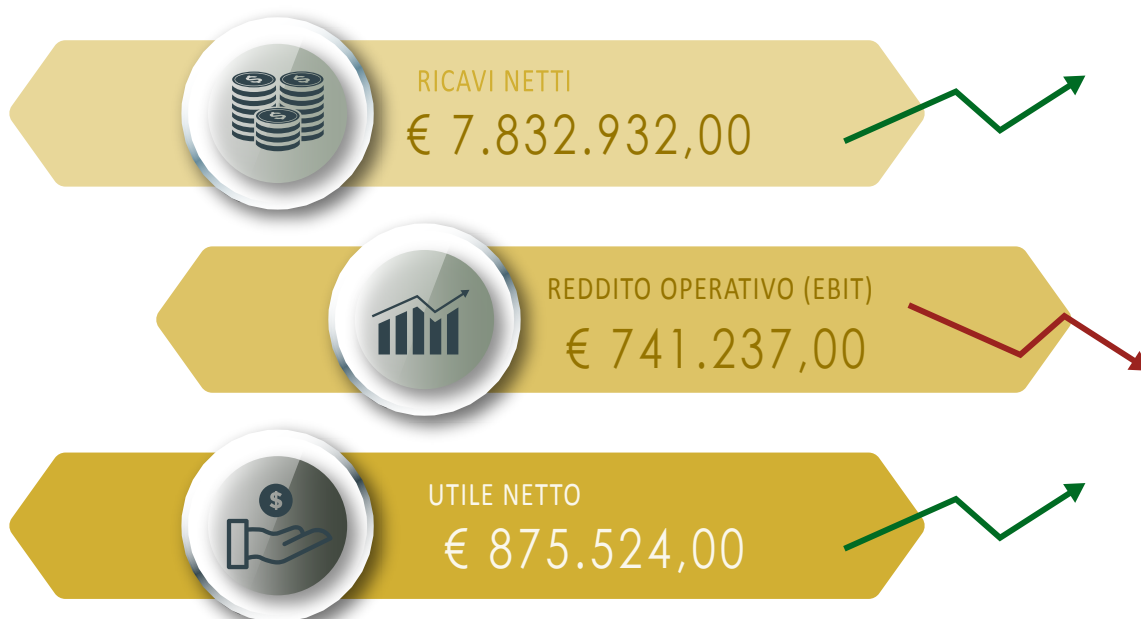 RICAVI NETTI
€ 7.832.932,00
REDDITO OPERATIVO (EBIT)
€ 741.237,00
$
UTILE NETTO
€ 875.524,00